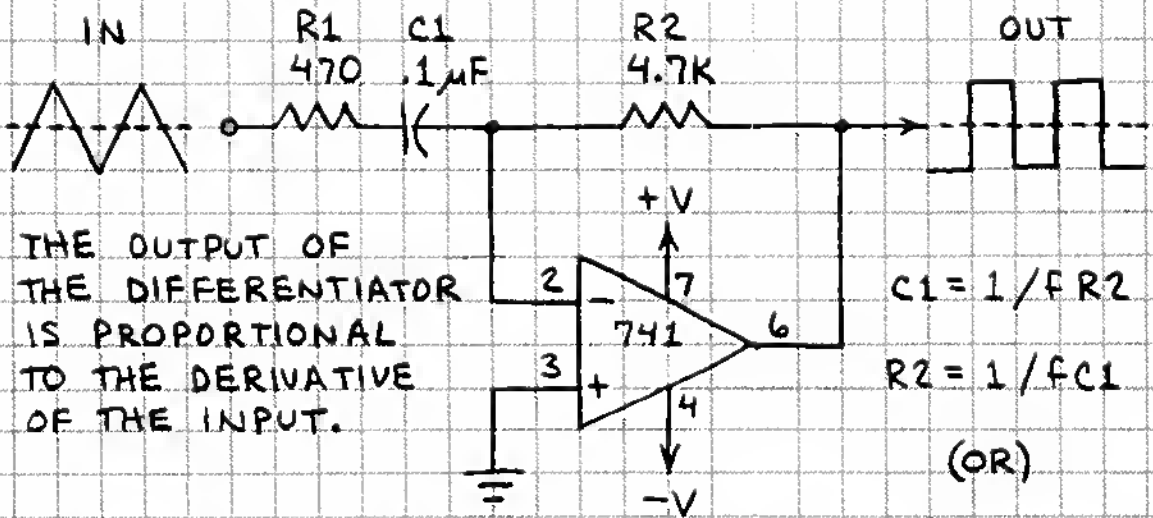 IN
R1
470
C1
.1µF
R2
4.7K
OUT
THE OUTPUT OF
THE DIFFERENTIATOR
IS PROPORTIONAL
TO THE DERIVATIVE
OF THE INPUT.
+V
2
-
7
741
6
3
+
4
-V
C1 = 1/f R2
R2 = 1/fC1
(OR)